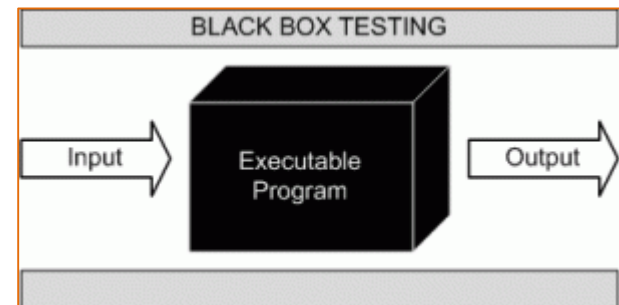 BLACK BOX TESTING
Input
Executable
Program
Output